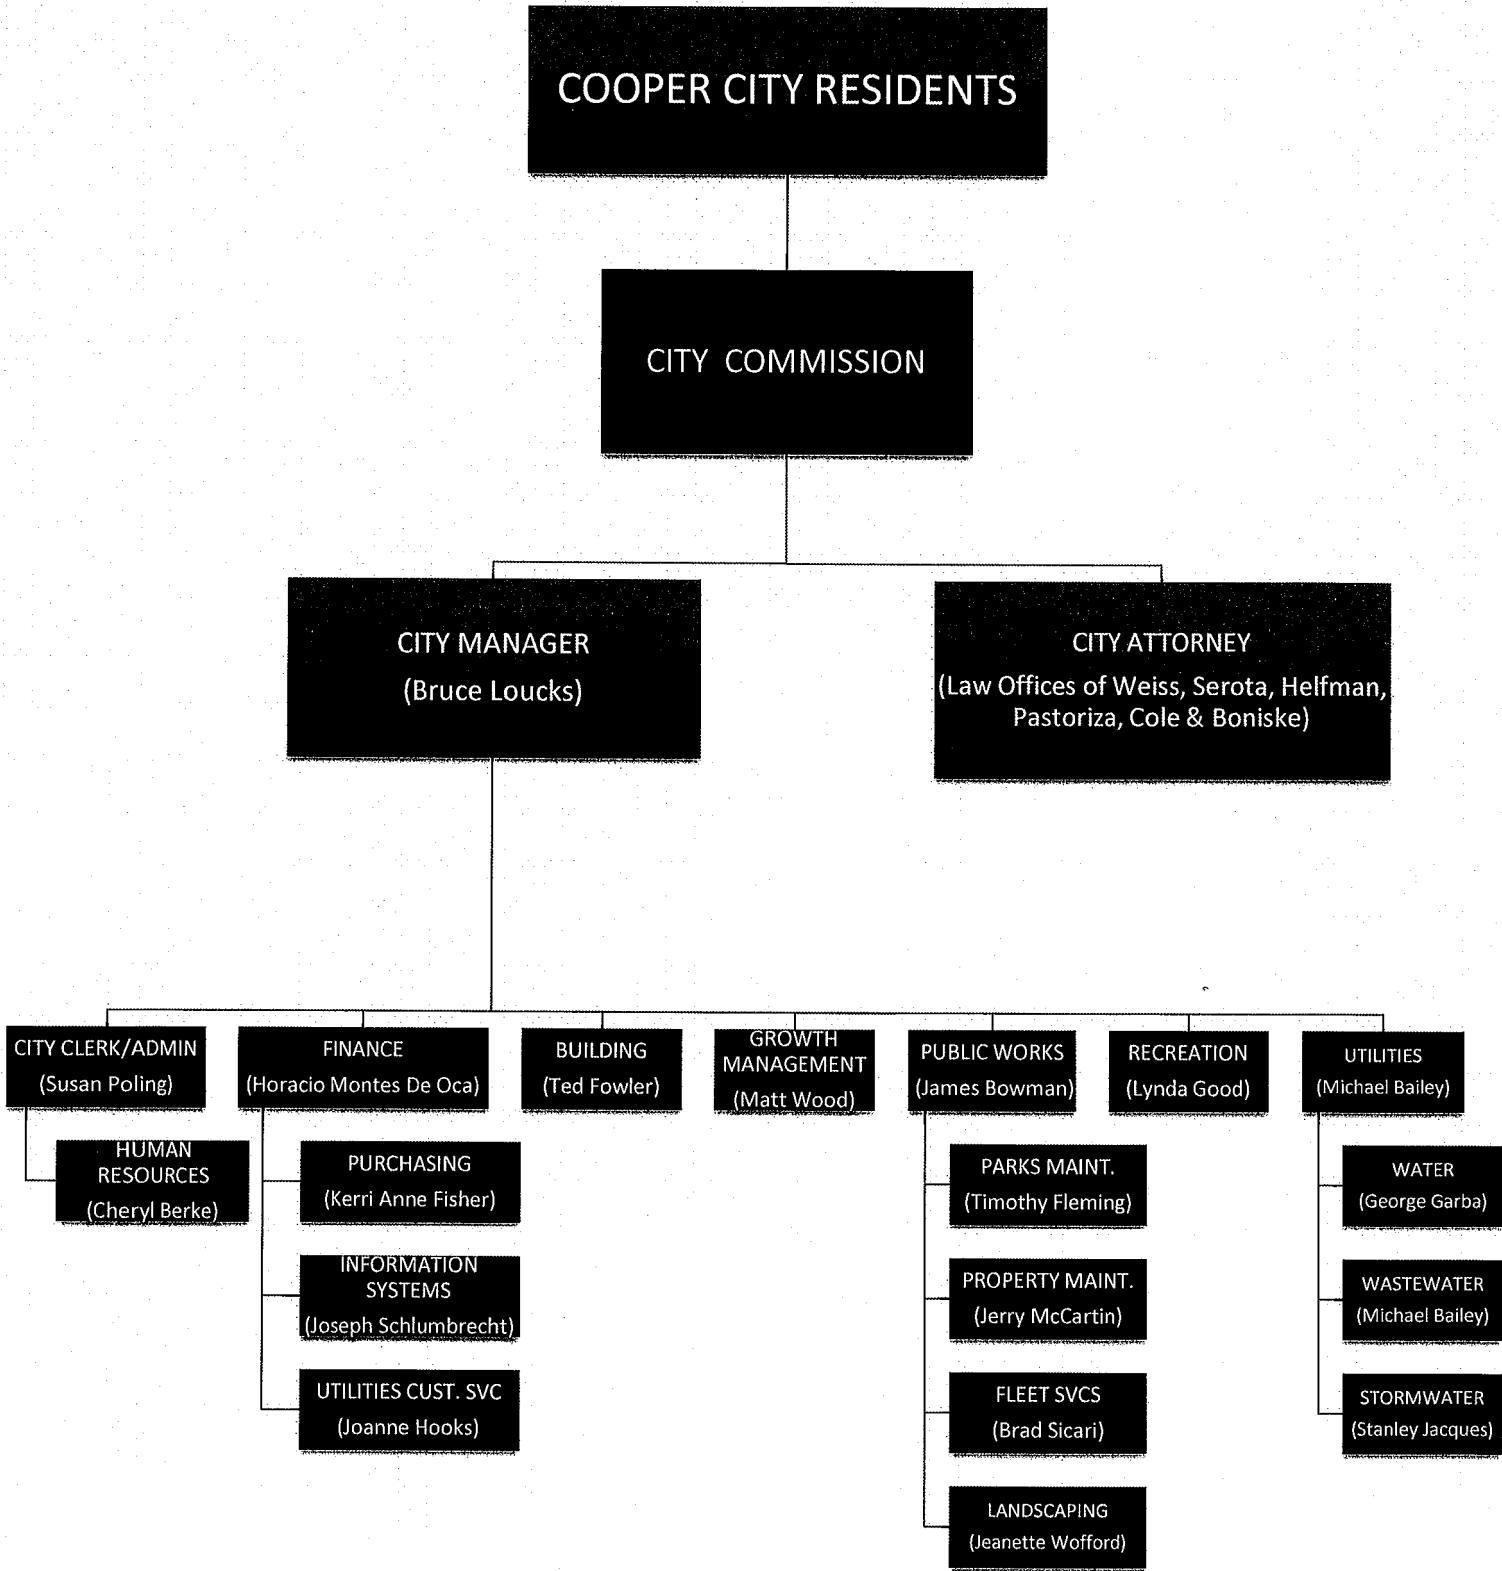 COOPER CITY RESIDENTS
CITY COMMISSION
CITY MANAGER
(Bruce Loucks)
CITY ATTORNEY
(Law Offices of Weiss, Serota, Helfman,
Pastoriza, Cole & Boniske)
CITY CLERK/ADMIN
(Susan Poling)
HUMAN
RESOURCES
(Cheryl Berke)
FINANCE
(Horacio Montes De Oca)
PURCHASING
(Kerri Anne Fisher)
INFORMATION
SYSTEMS
(Joseph Schlumbrecht)
UTILITIES CUST. SVC
(Joanne Hooks)
BUILDING
(Ted Fowler)
GROWTH
MANAGEMENT
(Matt Wood)
PUBLIC WORKS
(James Bowman)
PARKS MAINT.
(Timothy Fleming)
PROPERTY MAINT.
(Jerry McCartin)
FLEET SVCS
(Brad Sicari)
LANDSCAPING
(Jeanette Wofford)
RECREATION
(Lynda Good)
UTILITIES
(Michael Bailey)
WATER
(George Garba)
WASTEWATER
(Michael Bailey)
STORMWATER
(Stanley Jacques)